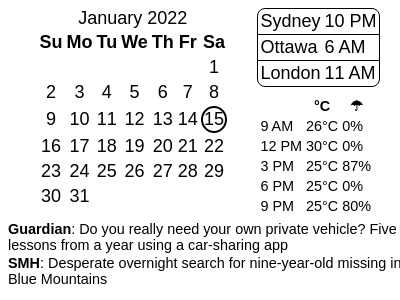 January 2022
Su Mo Tu We Th Fr Sa
1
2 3 4 5 6 7 8
9 10 11 12 13 14 15
16 17 18 19 20 21 22
23 24 25 26 27 28 29
30 31
Sydney 10 PM
Ottawa 6 AM
London 11 AM
°C ☂
9 AM 26°C 0%
12 PM 30°C 0%
3 PM 25°C 87%
6 PM 25°C 0%
9 PM 25°C 80%
Guardian: Do you really need your own private vehicle? Five
lessons from a year using a car-sharing app
SMH: Desperate overnight search for nine-year-old missing in
Blue Mountains